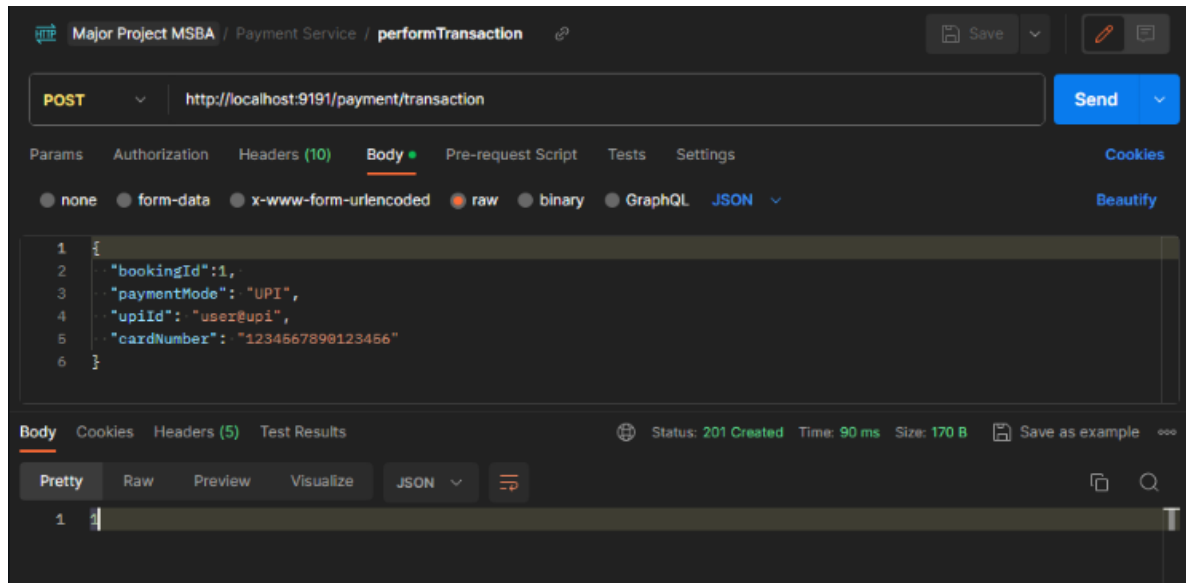 HTTP Major Project MSBA / Payment Service / performTransaction Save
POST http://localhost:9191/payment/transaction Send
Params Authorization Headers (10) Body Pre-request Script Tests Settings Cookies
none form-data x-www-form-urlencoded raw binary GraphQL JSON Beautify
1 {
2 "bookingId":1,
3 "paymentMode": "UPI",
4 "upiId": "user@upi",
5 "cardNumber": "1234567890123456"
6 }
Body Cookies Headers (5) Test Results Status: 201 Created Time: 90 ms Size: 170 B Save as example
Pretty Raw Preview Visualize JSON
1 1